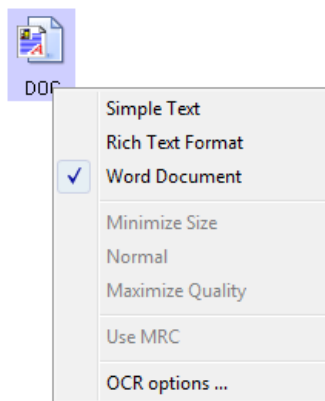 DOC
Simple Text
Rich Text Format
Word Document
Minimize Size
Normal
Maximize Quality
Use MRC
OCR options ...